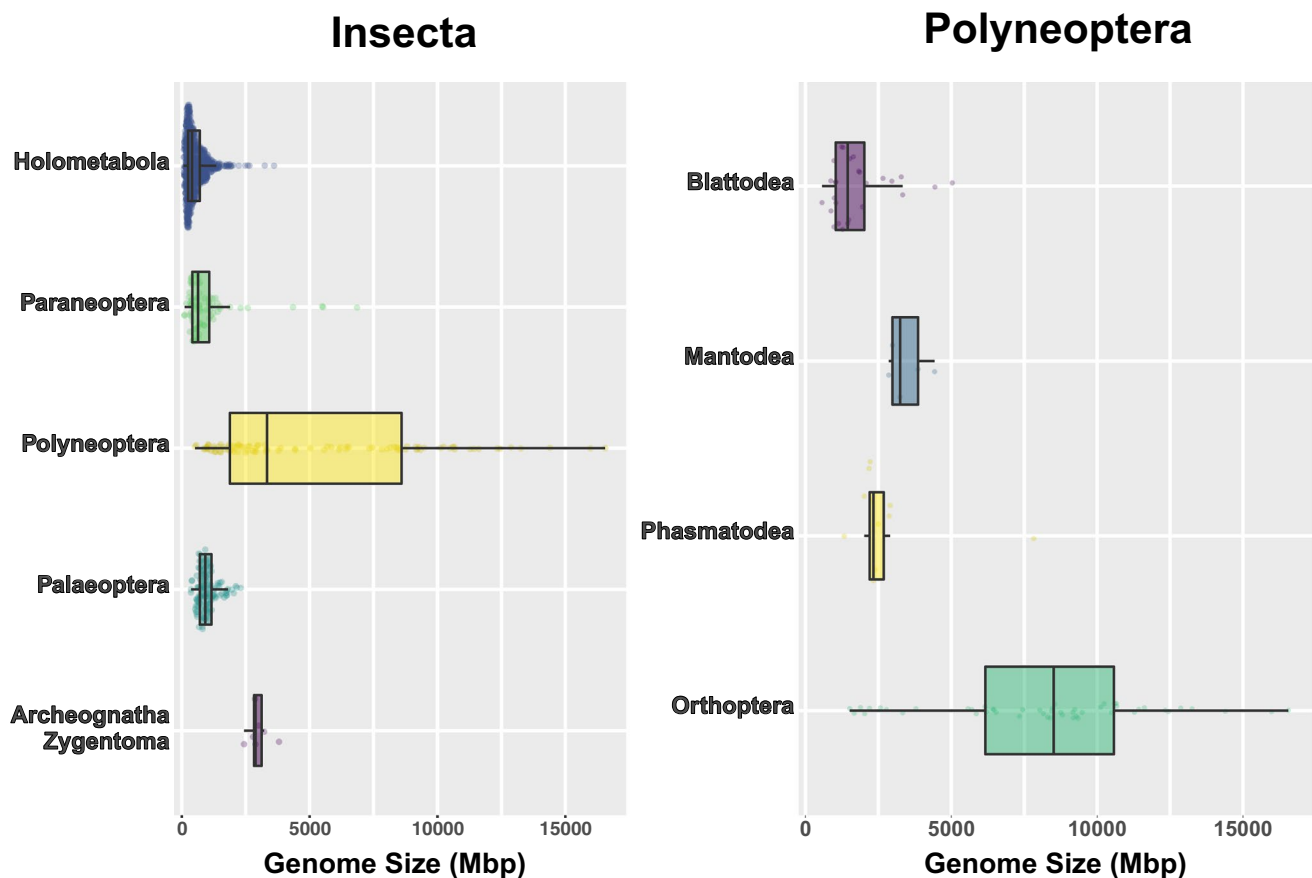 Insecta
Holometabola
Paraneoptera
Polyneoptera
Palaeoptera
Archeognatha
Zygentoma
0 5000 10000 15000
Genome Size (Mbp)
Polyneoptera
Blattodea
Mantodea
Phasmatodea
Orthoptera
0 5000 10000 15000
Genome Size (Mbp)